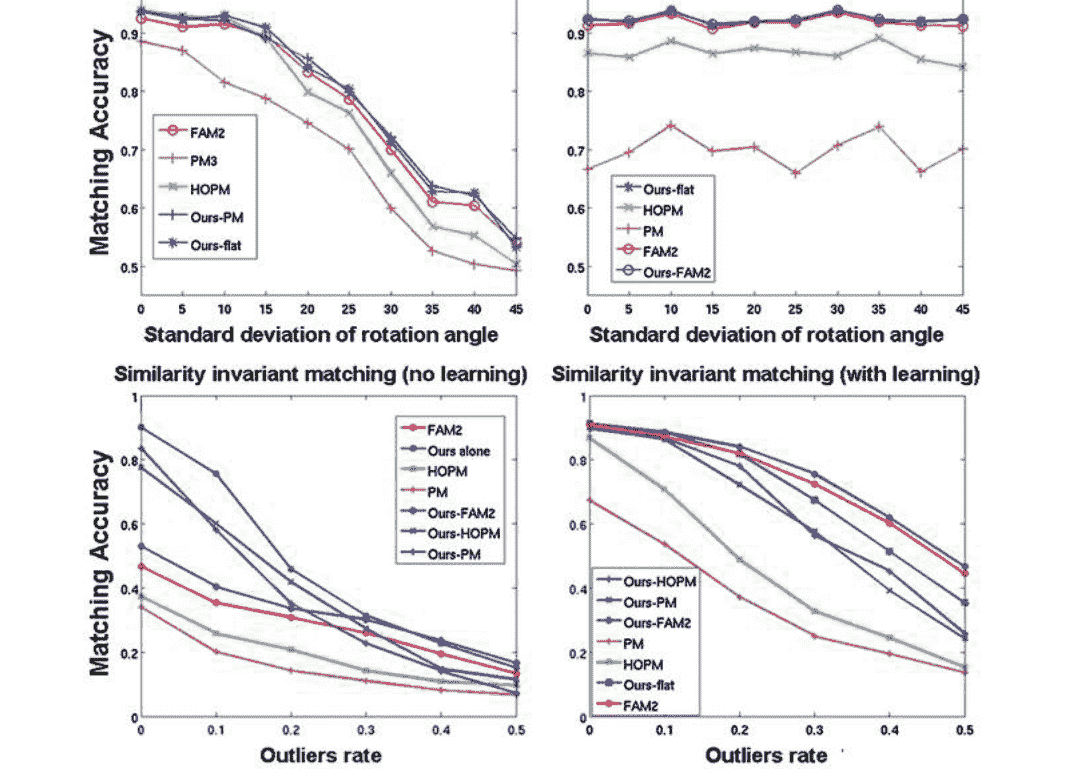 Matching Accuracy
0.9
0.8
0.7
0.6
0.5
FAM2
PM3
HOPM
Ours-PM
Ours-flat
0 5 10 15 20 25 30 35 40 45
Standard deviation of rotation angle
0.9
0.8
0.7
0.6
0.5
Ours-flat
HOPM
PM
FAM2
Ours-FAM2
0 5 10 15 20 25 30 35 40 45
Standard deviation of rotation angle
Similarity invariant matching (no learning)
Matching Accuracy
1
0.8
0.6
0.4
0.2
0
FAM2
Ours alone
HOPM
PM
Ours-FAM2
Ours-HOPM
Ours-PM
0 0.1 0.2 0.3 0.4 0.5
Outliers rate
Similarity invariant matching (with learning)
1
0.8
0.6
0.4
0.2
0
Ours-HOPM
Ours-PM
Ours-FAM2
PM
HOPM
Ours-flat
FAM2
0 0.1 0.2 0.3 0.4 0.5
Outliers rate